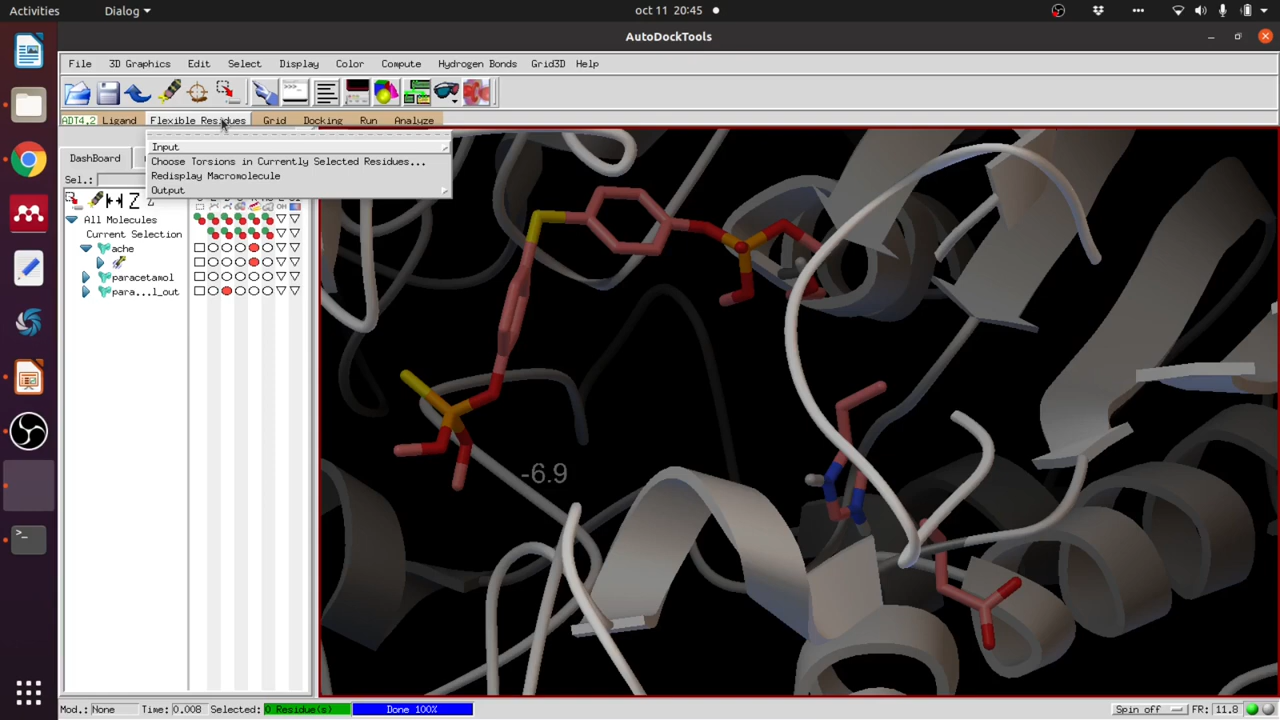 Activities Dialog oct 11 20:45
AutoDockTools
File 3D Graphics Edit Select Display Color Compute Hydrogen Bonds Grid3D Help
ADT4.2 Ligand Flexible Residues Grid Docking Run Analyze
Input
Choose Torsions in Currently Selected Residues...
Redisplay Macromolecule
Output
DashBoard
Sel.:
All Molecules
Current Selection
ache
paracetamol
para...l_out
-6.9
Mod.: None Time: 0.008 Selected: 0 Residue(s) Done 100% Spin off FR: 11.8